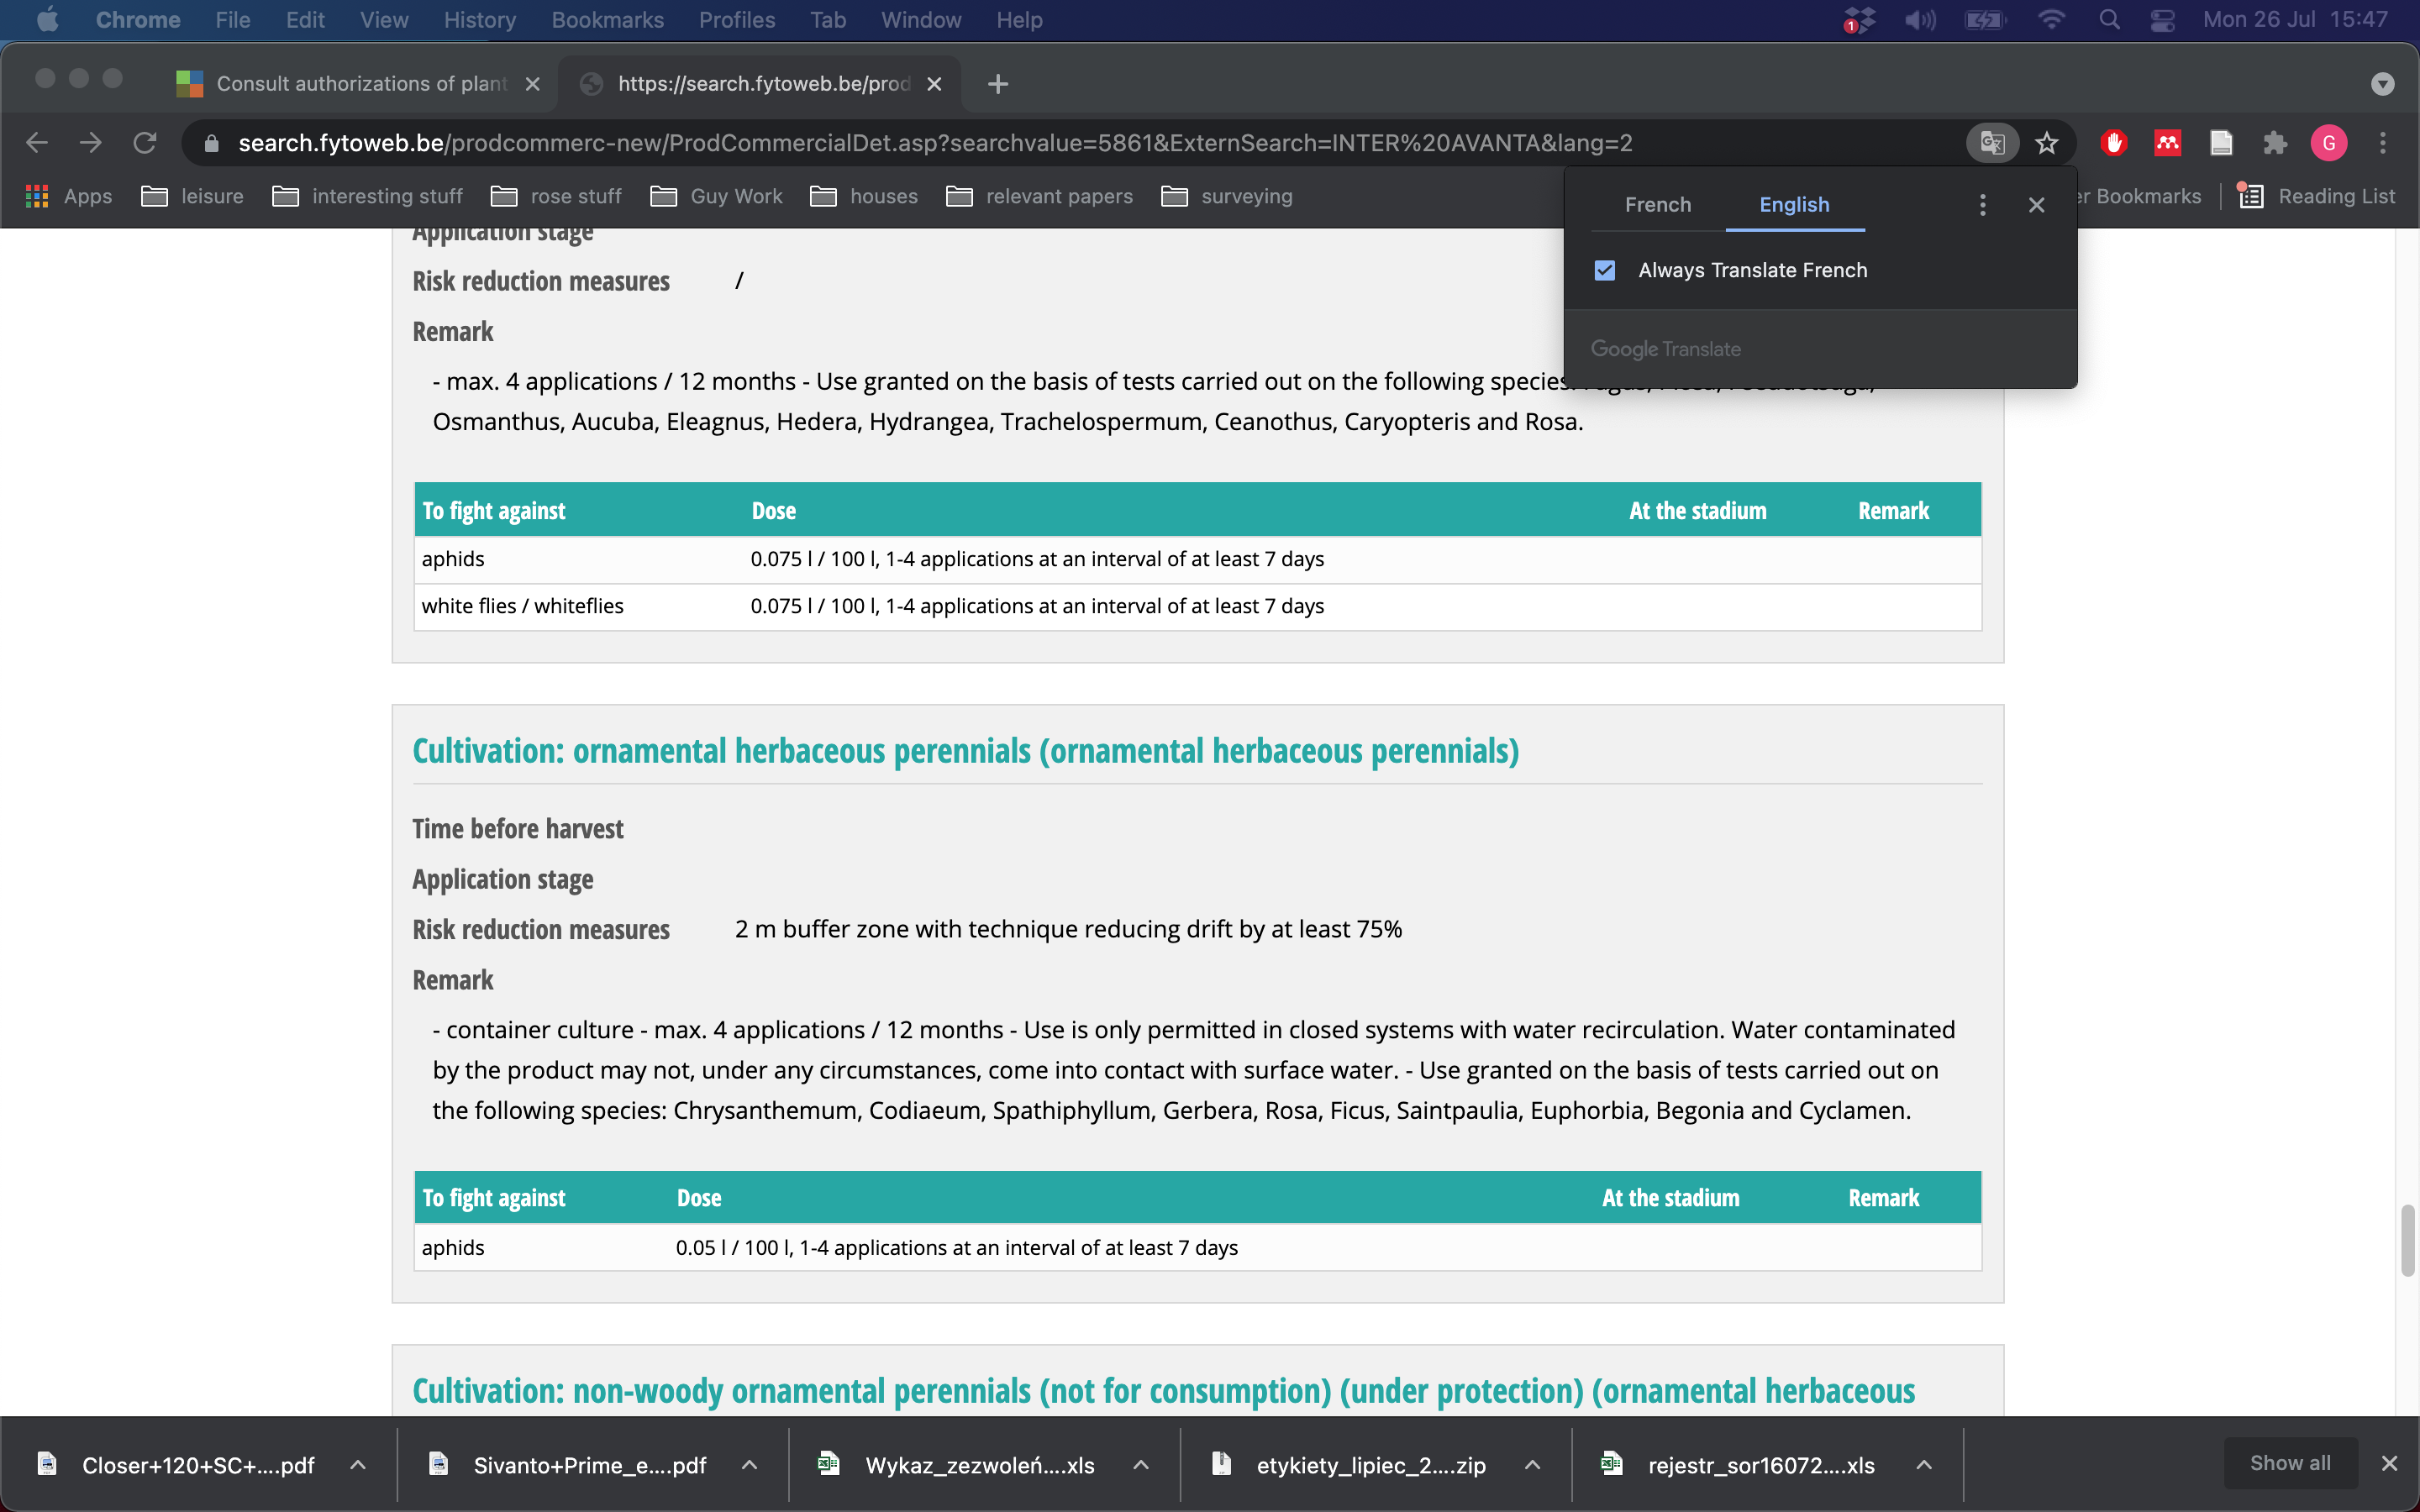 Chrome File Edit View History Bookmarks Profiles Tab Window Help 1 Mon 26 Jul 15:47
Consult authorizations of plant https://search.fytoweb.be/prod
search.fytoweb.be/prodcommerc-new/ProdCommercialDet.asp?searchvalue=5861&ExternSearch=INTER%20AVANTA&lang=2 G
Apps leisure interesting stuff rose stuff Guy Work houses relevant papers surveying er Bookmarks Reading List
French English
Always Translate French
Google Translate
Application stage
Risk reduction measures /
Remark
- max. 4 applications / 12 months - Use granted on the basis of tests carried out on the following species:
Osmanthus, Aucuba, Eleagnus, Hedera, Hydrangea, Trachelospermum, Ceanothus, Caryopteris and Rosa.
To fight against Dose At the stadium Remark
aphids 0.075 l / 100 l, 1-4 applications at an interval of at least 7 days
white flies / whiteflies 0.075 l / 100 l, 1-4 applications at an interval of at least 7 days
Cultivation: ornamental herbaceous perennials (ornamental herbaceous perennials)
Time before harvest
Application stage
Risk reduction measures 2 m buffer zone with technique reducing drift by at least 75%
Remark
- container culture - max. 4 applications / 12 months - Use is only permitted in closed systems with water recirculation. Water contaminated
by the product may not, under any circumstances, come into contact with surface water. - Use granted on the basis of tests carried out on
the following species: Chrysanthemum, Codiaeum, Spathiphyllum, Gerbera, Rosa, Ficus, Saintpaulia, Euphorbia, Begonia and Cyclamen.
To fight against Dose At the stadium Remark
aphids 0.05 l / 100 l, 1-4 applications at an interval of at least 7 days
Cultivation: non-woody ornamental perennials (not for consumption) (under protection) (ornamental herbaceous
Closer+120+SC+....pdf Sivanto+Prime_e....pdf Wykaz_zezwoleń....xls etykiety_lipiec_2....zip rejestr_sor16072....xls Show all